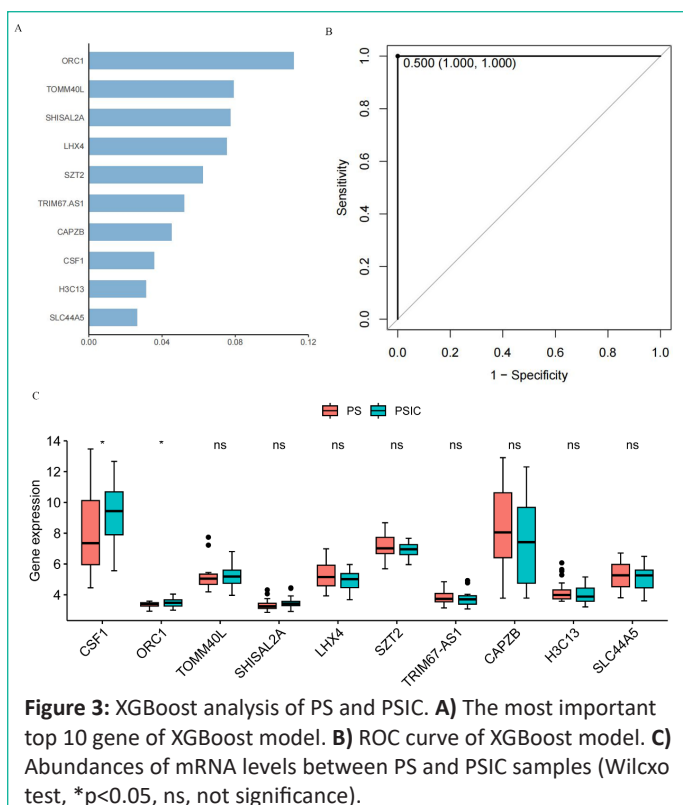 A
ORC1
TOMM40L
SHISAL2A
LHX4
SZT2
TRIM67.AS1
CAPZB
CSF1
H3C13
SLC44A5
0.00 0.04 0.08 0.12
B
0.500 (1.000, 1.000)
Sensitivity
0.0 0.2 0.4 0.6 0.8 1.0
0.0 0.2 0.4 0.6 0.8 1.0
1 − Specificity
C
PS PSIC
* * ns ns ns ns ns ns ns ns
Gene expression
14
12
10
8
6
4
CSF1 ORC1 TOMM40L SHISAL2A LHX4 SZT2 TRIM67-AS1 CAPZB H3C13 SLC44A5
Figure 3: XGBoost analysis of PS and PSIC. A) The most important
top 10 gene of XGBoost model. B) ROC curve of XGBoost model. C)
Abundances of mRNA levels between PS and PSIC samples (Wilcxo
test, *p<0.05, ns, not significance).